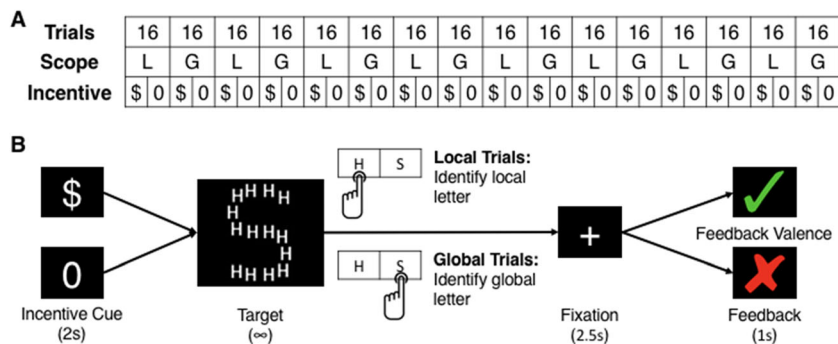 A
Trials 16 16 16 16 16 16 16 16 16 16 16 16 16 16 16 16
Scope L G L G L G L G L G L G L G L G
Incentive $ 0 $ 0 $ 0 $ 0 $ 0 $ 0 $ 0 $ 0 $ 0 $ 0 $ 0 $ 0 $ 0 $ 0 $ 0 $ 0
B
$
0
Incentive Cue
(2s)
H H H H
H
H H H H
H
H H H H
Target
(∞)
H S
Local Trials:
Identify local
letter
H S
Global Trials:
Identify global
letter
+
Fixation
(2.5s)
Feedback Valence
Feedback
(1s)